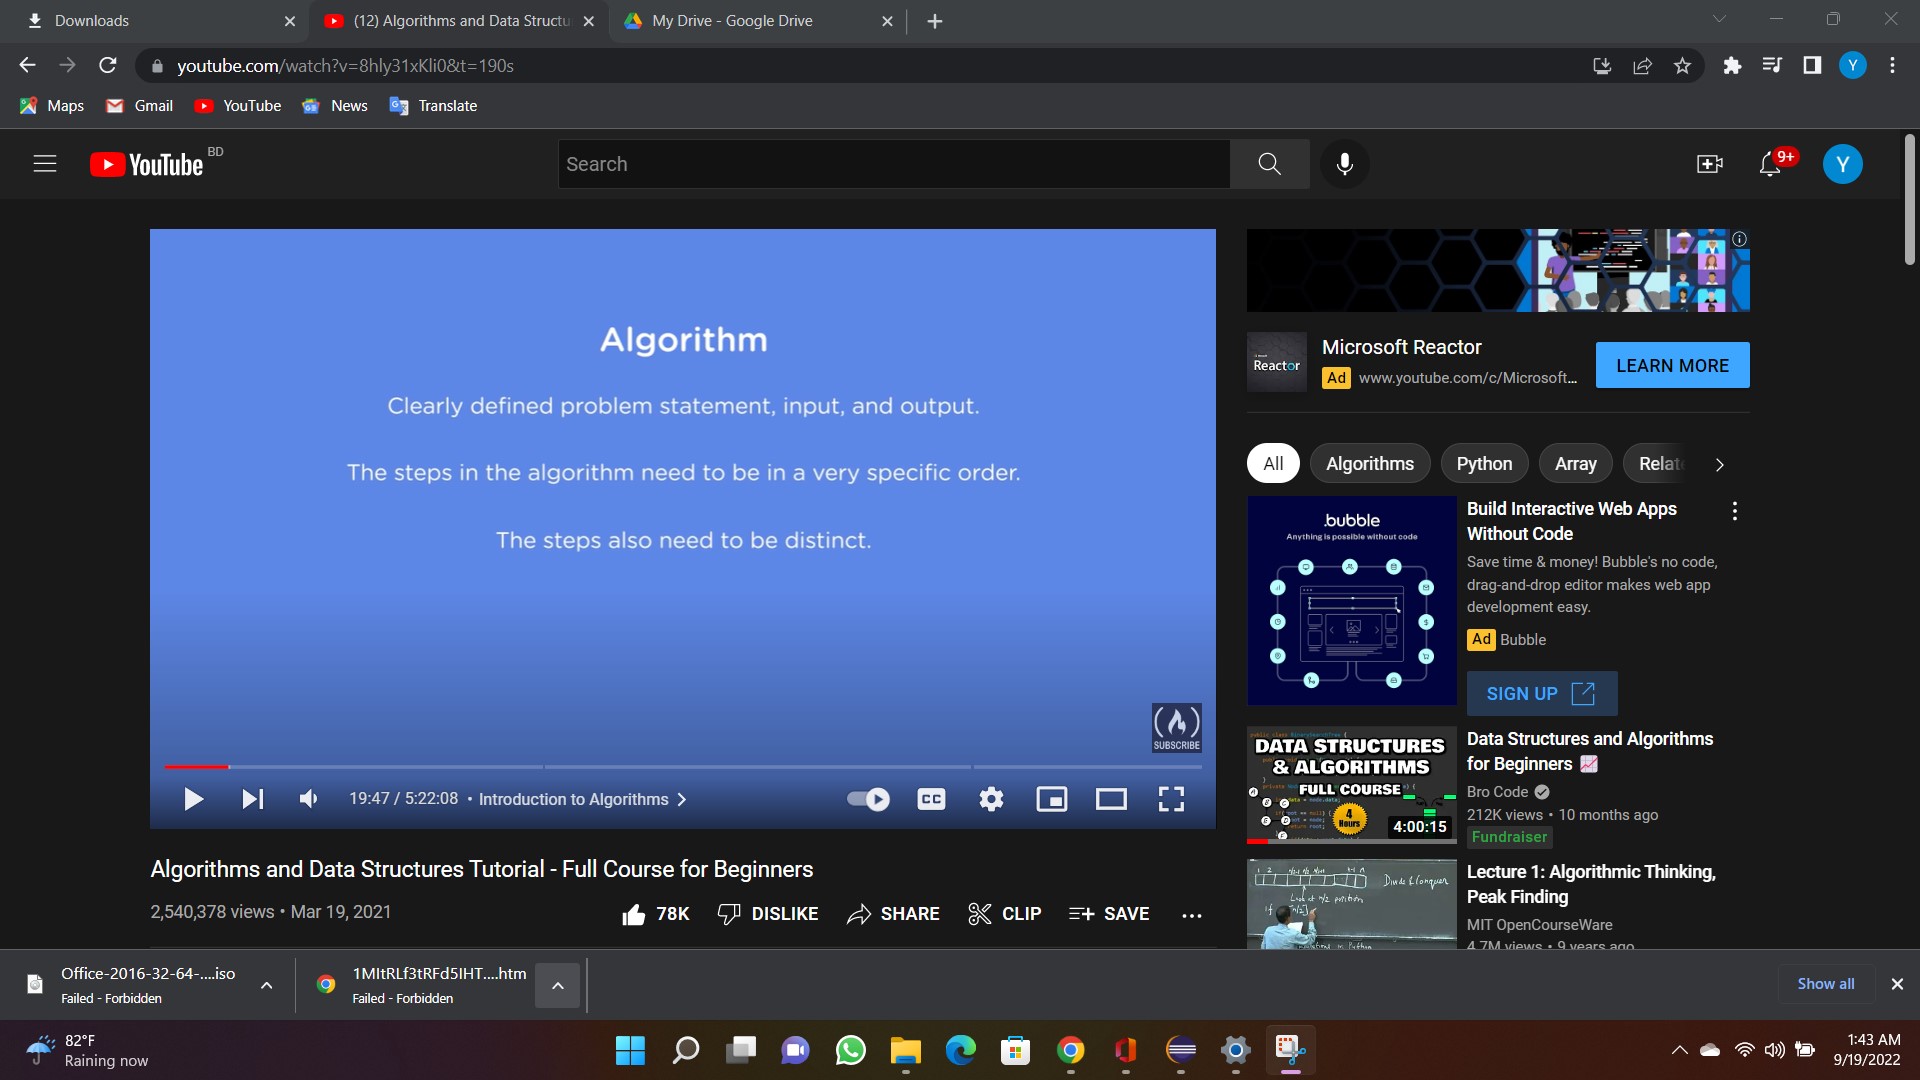 Downloads
(12) Algorithms and Data Structu
My Drive - Google Drive
youtube.com/watch?v=8hly31xKli0&t=190s
Y
Maps
Gmail
YouTube
News
Translate
YouTube BD
Search
9+
Y
Algorithm
Clearly defined problem statement, input, and output.
The steps in the algorithm need to be in a very specific order.
The steps also need to be distinct.
SUBSCRIBE
19:47 / 5:22:08 • Introduction to Algorithms
CC
Algorithms and Data Structures Tutorial - Full Course for Beginners
2,540,378 views • Mar 19, 2021
78K
DISLIKE
SHARE
CLIP
SAVE
Reactor
Microsoft Reactor
Ad www.youtube.com/c/Microsoft...
LEARN MORE
All
Algorithms
Python
Array
Relate
.bubble
Anything is possible without code
Build Interactive Web Apps
Without Code
Save time & money! Bubble's no code,
drag-and-drop editor makes web app
development easy.
Ad Bubble
SIGN UP
DATA STRUCTURES
& ALGORITHMS
FULL COURSE
4
Hours
4:00:15
Data Structures and Algorithms
for Beginners
Bro Code
212K views • 10 months ago
Fundraiser
Divide & Conquer
Look at n/2 position
Lecture 1: Algorithmic Thinking,
Peak Finding
MIT OpenCourseWare
4.7M views • 9 years ago
Office-2016-32-64-....iso
Failed - Forbidden
1MItRLf3tRFd5IHT....htm
Failed - Forbidden
Show all
82°F
Raining now
1:43 AM
9/19/2022